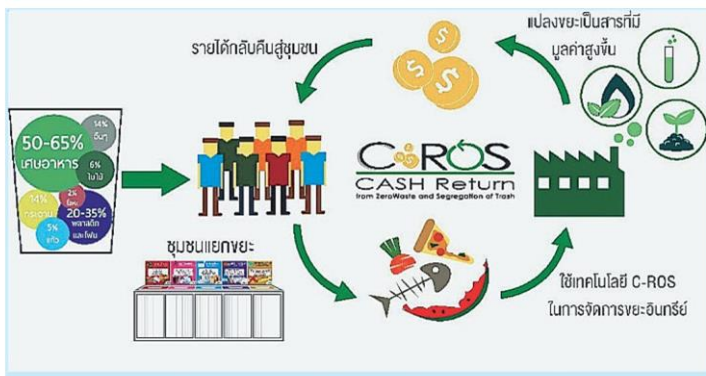 แปลงขยะเป็นสารที่มี
มูลค่าสูงขึ้น
รายได้กลับคืนสู่ชุมชน
14%
อื่นๆ
50-65%
เศษอาหาร
6%
ใบไม้
2%
โลหะ
14%
กระดาษ
20-35%
พลาสติก
และโฟม
3%
แก้ว
C-ROS
CASH Return
from ZeroWaste and Segregation of Trash
ชุมชนแยกขยะ
ใช้เทคโนโลยี C-ROS
ในการจัดการขยะอินทรีย์